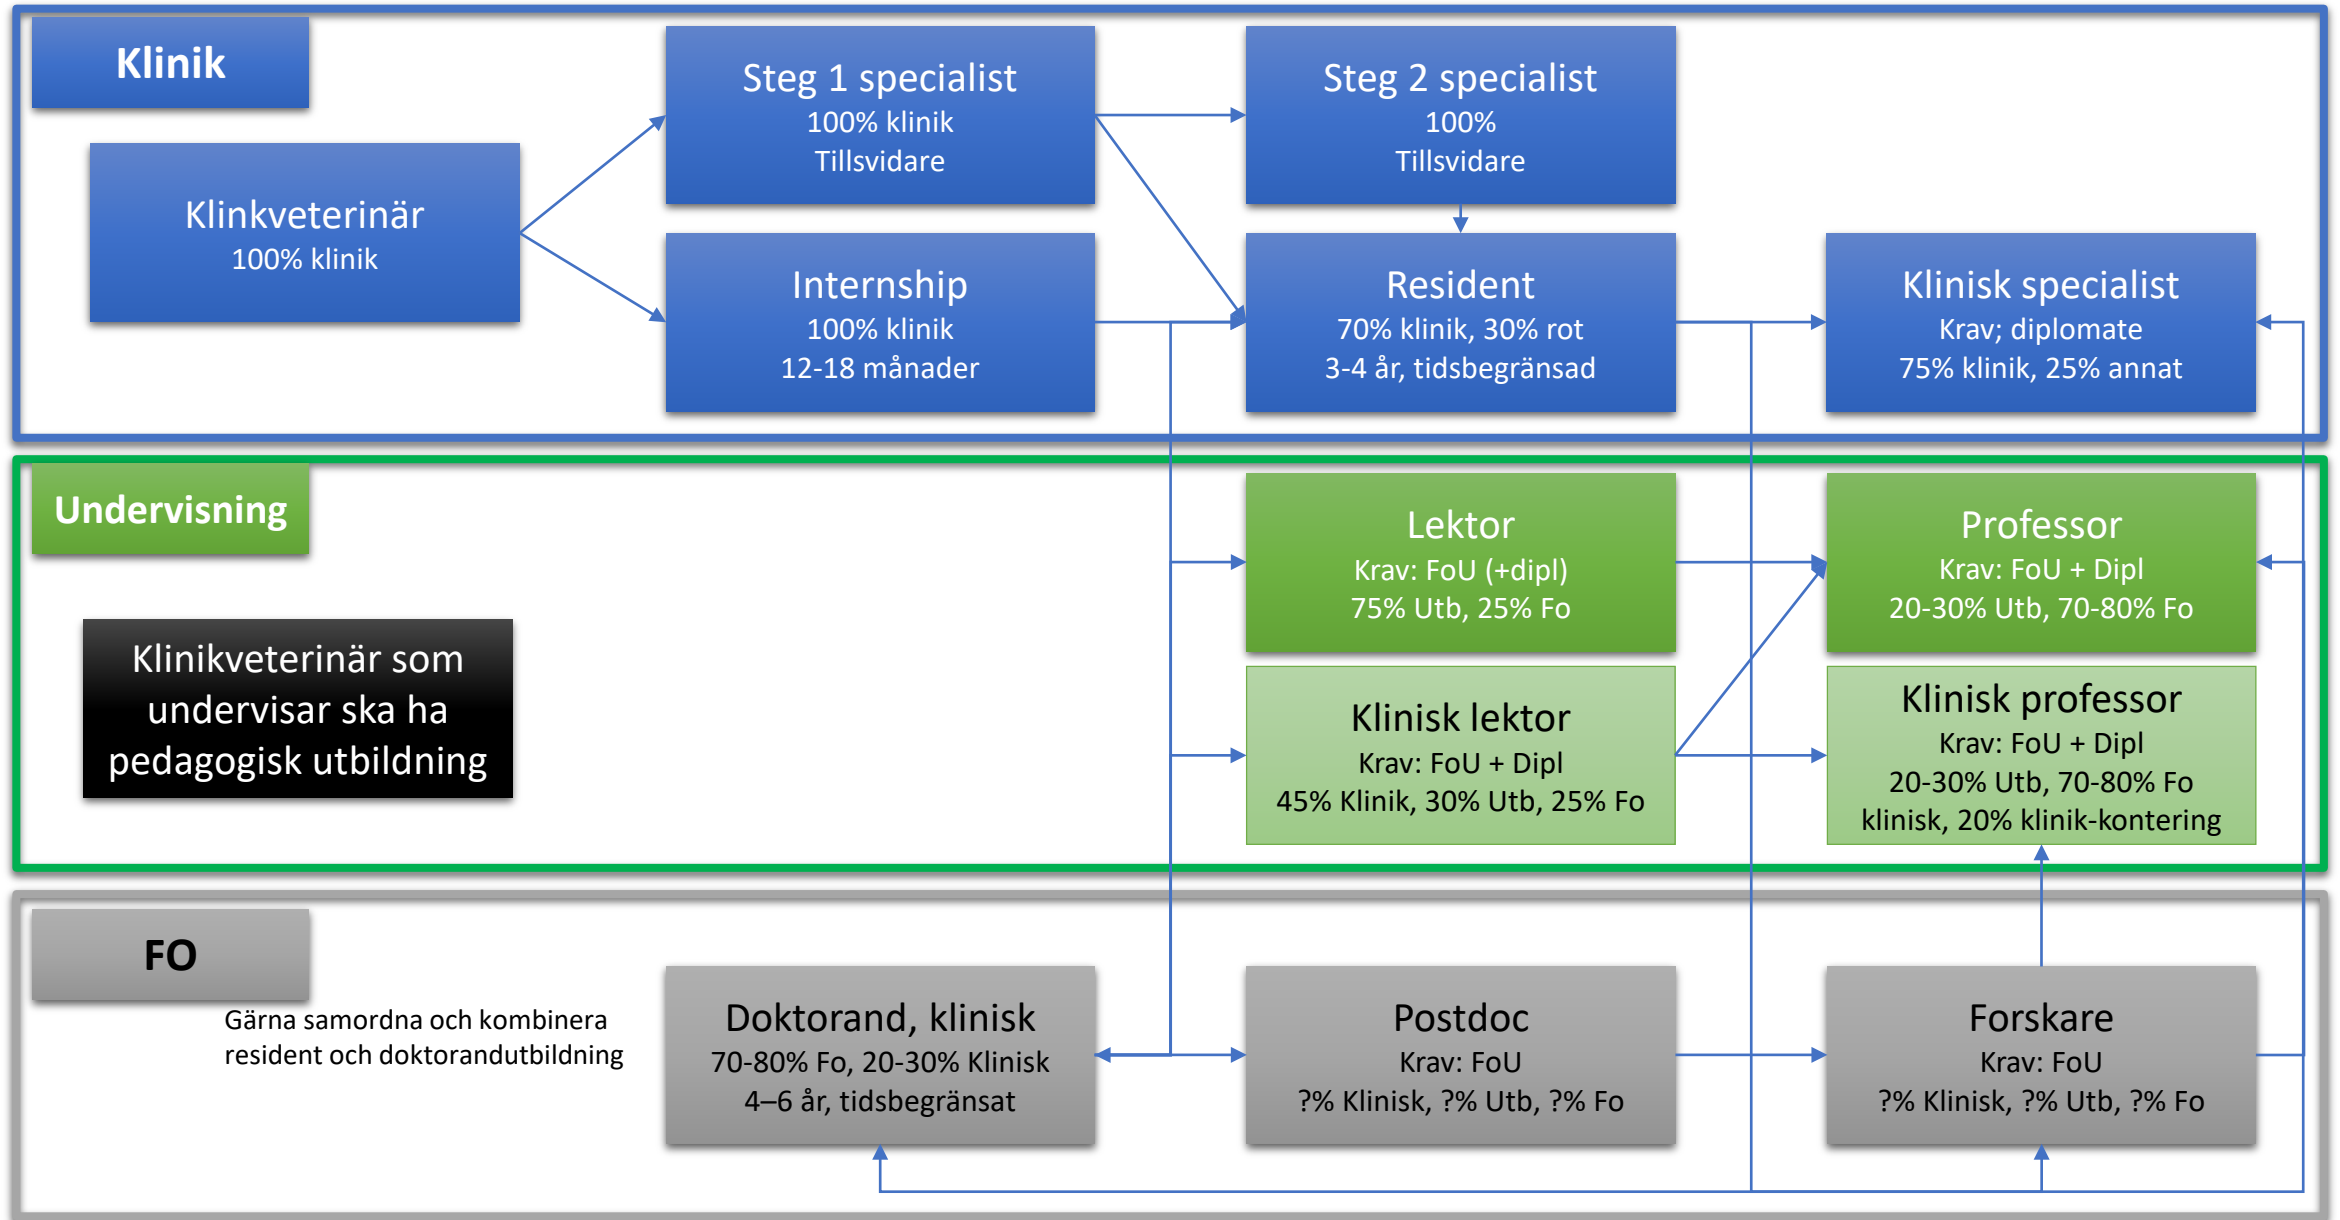 Klinik
Klinkveterinär
100% klinik
Steg 1 specialist
100% klinik
Tillsvidare
Steg 2 specialist
100%
Tillsvidare
Internship
100% klinik
12-18 månader
Resident
70% klinik, 30% rot
3-4 år, tidsbegränsad
Klinisk specialist
Krav; diplomate
75% klinik, 25% annat
Undervisning
Klinikveterinär som
undervisar ska ha
pedagogisk utbildning
Lektor
Krav: FoU (+dipl)
75% Utb, 25% Fo
Professor
Krav: FoU + Dipl
20-30% Utb, 70-80% Fo
Klinisk lektor
Krav: FoU + Dipl
45% Klinik, 30% Utb, 25% Fo
Klinisk professor
Krav: FoU + Dipl
20-30% Utb, 70-80% Fo
klinisk, 20% klinik-kontering
FO
Gärna samordna och kombinera
resident och doktorandutbildning
Doktorand, klinisk
70-80% Fo, 20-30% Klinisk
4–6 år, tidsbegränsat
Postdoc
Krav: FoU
?% Klinisk, ?% Utb, ?% Fo
Forskare
Krav: FoU
?% Klinisk, ?% Utb, ?% Fo